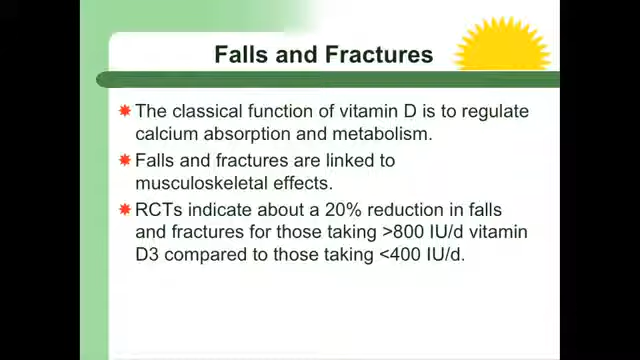 Falls and Fractures
The classical function of vitamin D is to regulate
calcium absorption and metabolism.
Falls and fractures are linked to
musculoskeletal effects.
RCTs indicate about a 20% reduction in falls
and fractures for those taking >800 IU/d vitamin
D3 compared to those taking <400 IU/d.